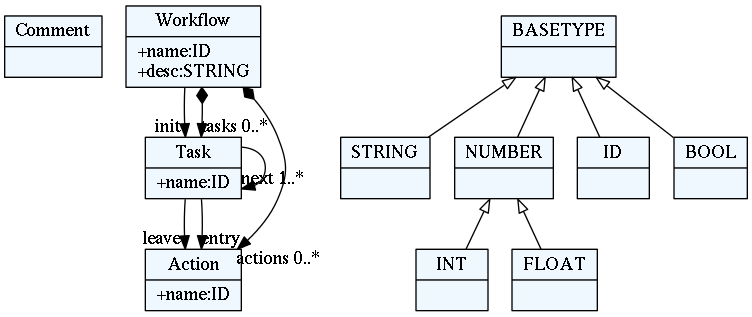 Comment
Workflow
+name:ID
+desc:STRING
init
tasks 0..*
Task
+name:ID
next 1..*
leave
entry
actions 0..*
Action
+name:ID
BASETYPE
STRING
NUMBER
ID
BOOL
INT
FLOAT